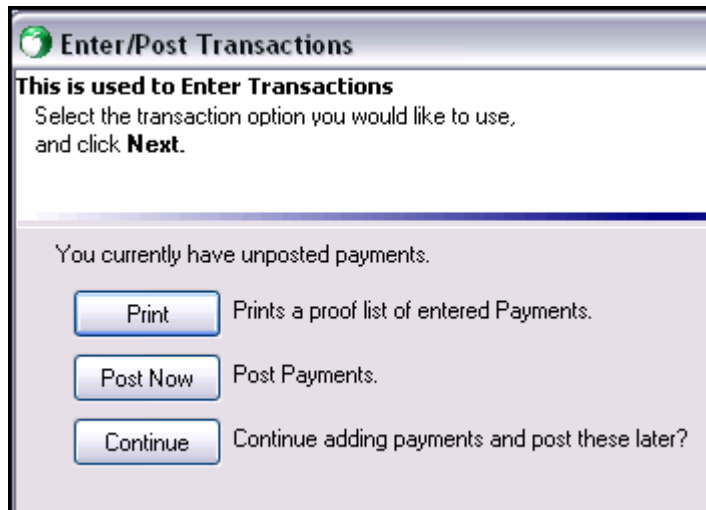 Enter/Post Transactions
This is used to Enter Transactions
Select the transaction option you would like to use,
and click Next.
You currently have unposted payments.
Print Prints a proof list of entered Payments.
Post Now Post Payments.
Continue Continue adding payments and post these later?